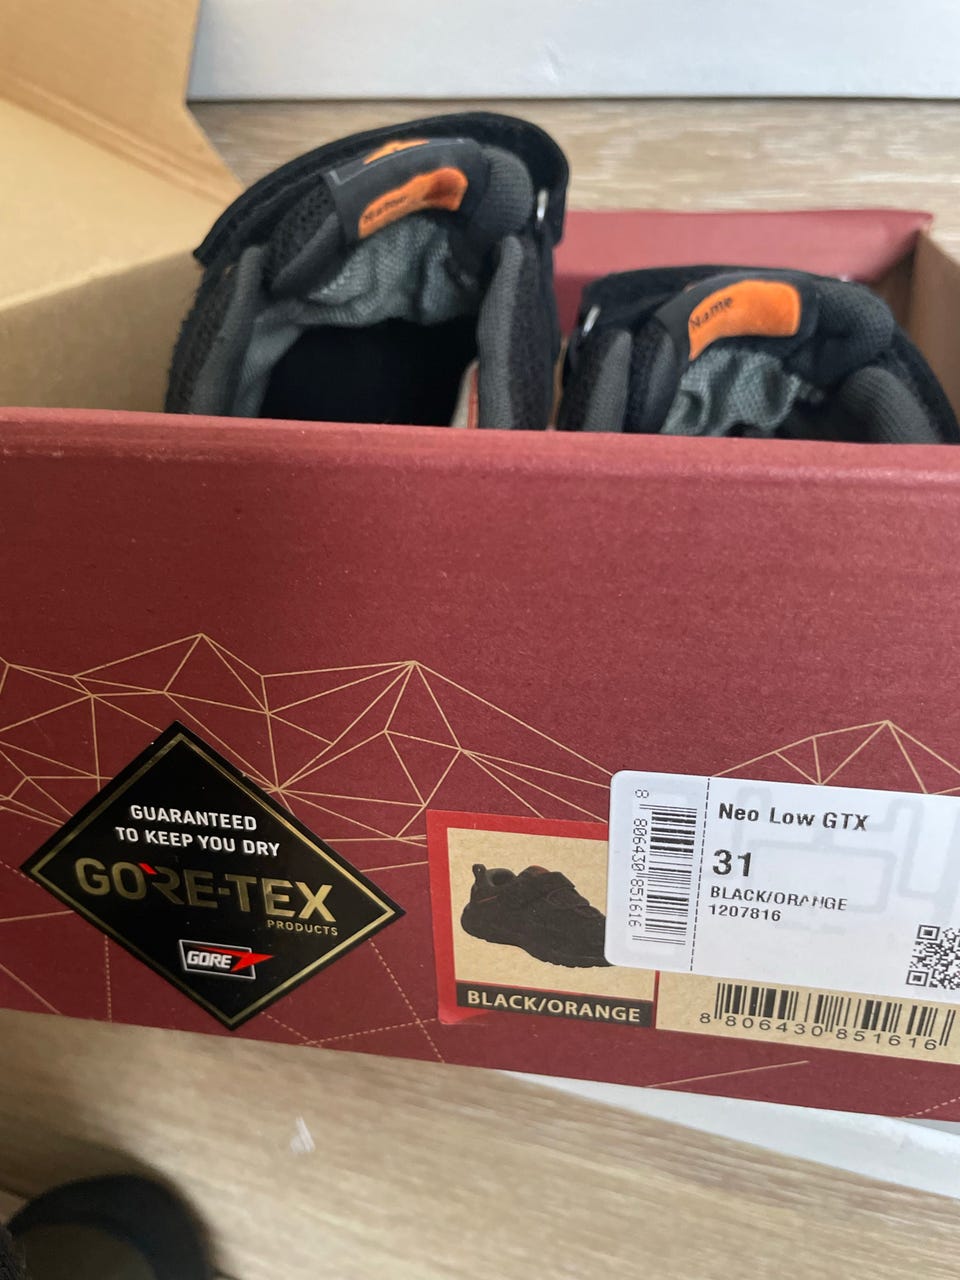 Name
Name
GUARANTEED
TO KEEP YOU DRY
GORE-TEX
PRODUCTS
GORE
BLACK/ORANGE
8 806430 851616
Neo Low GTX
31
BLACK/ORANGE
1207816
8 806430 851616